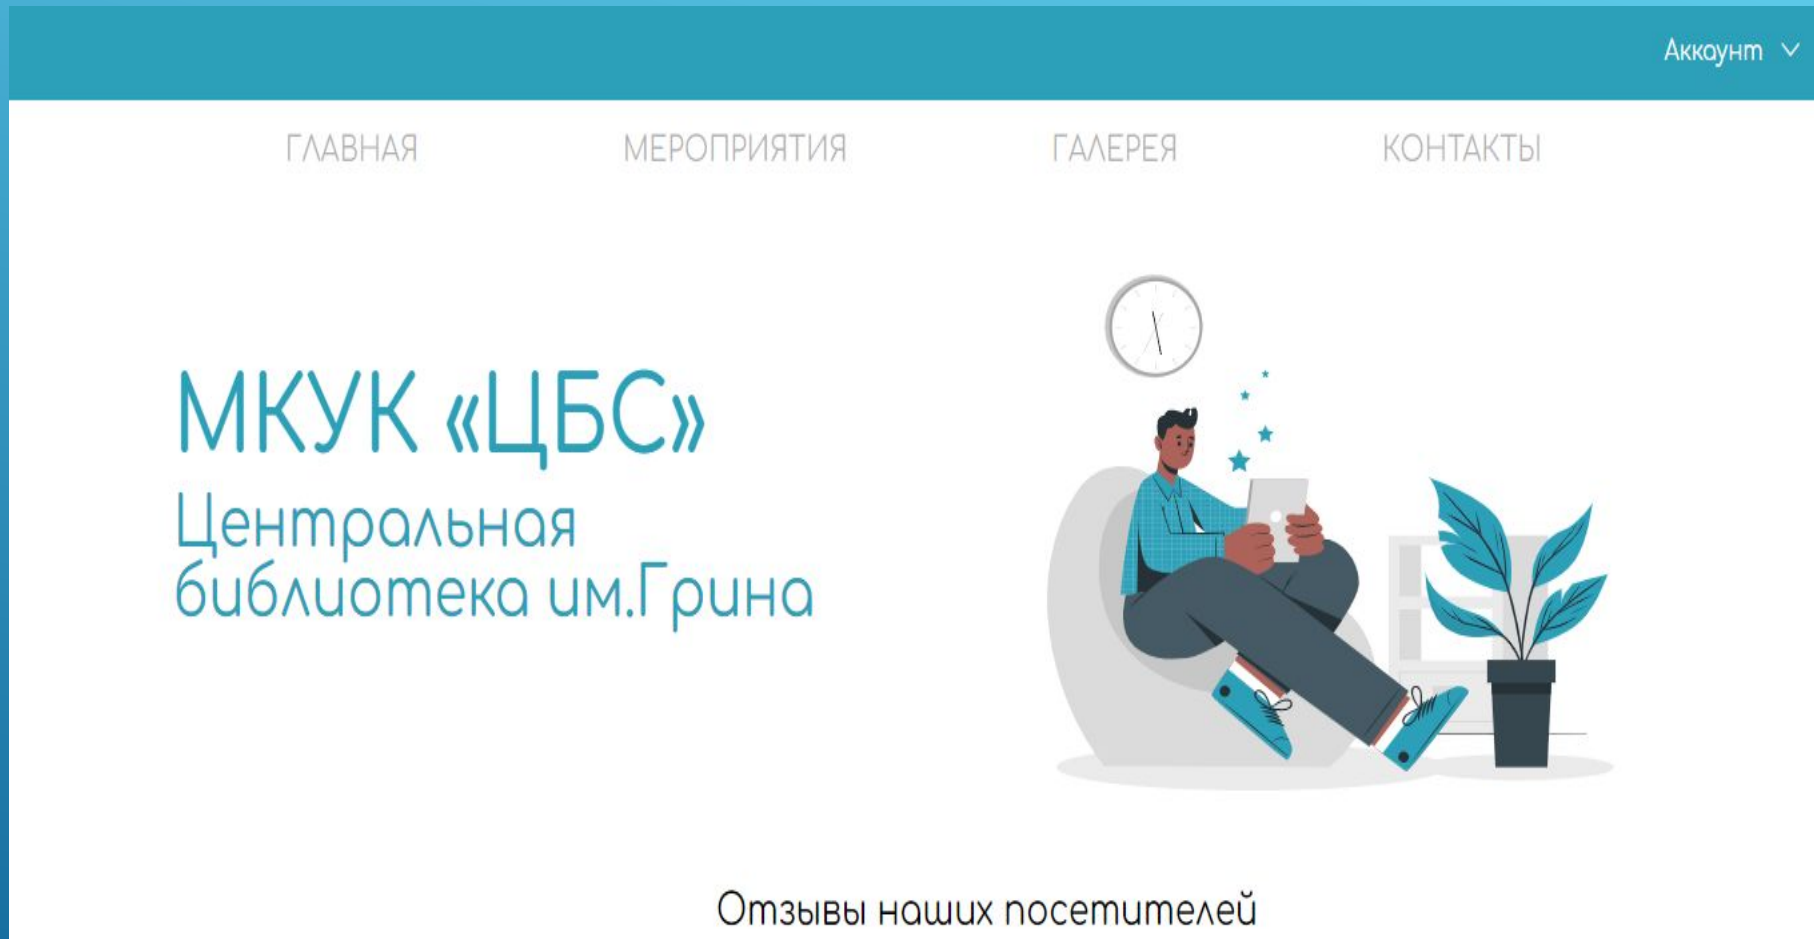 Аккаунт
ГЛАВНАЯ МЕРОПРИЯТИЯ ГАЛЕРЕЯ КОНТАКТЫ
МКУК «ЦБС»
Центральная
библиотека им.Грина
Отзывы наших посетителей